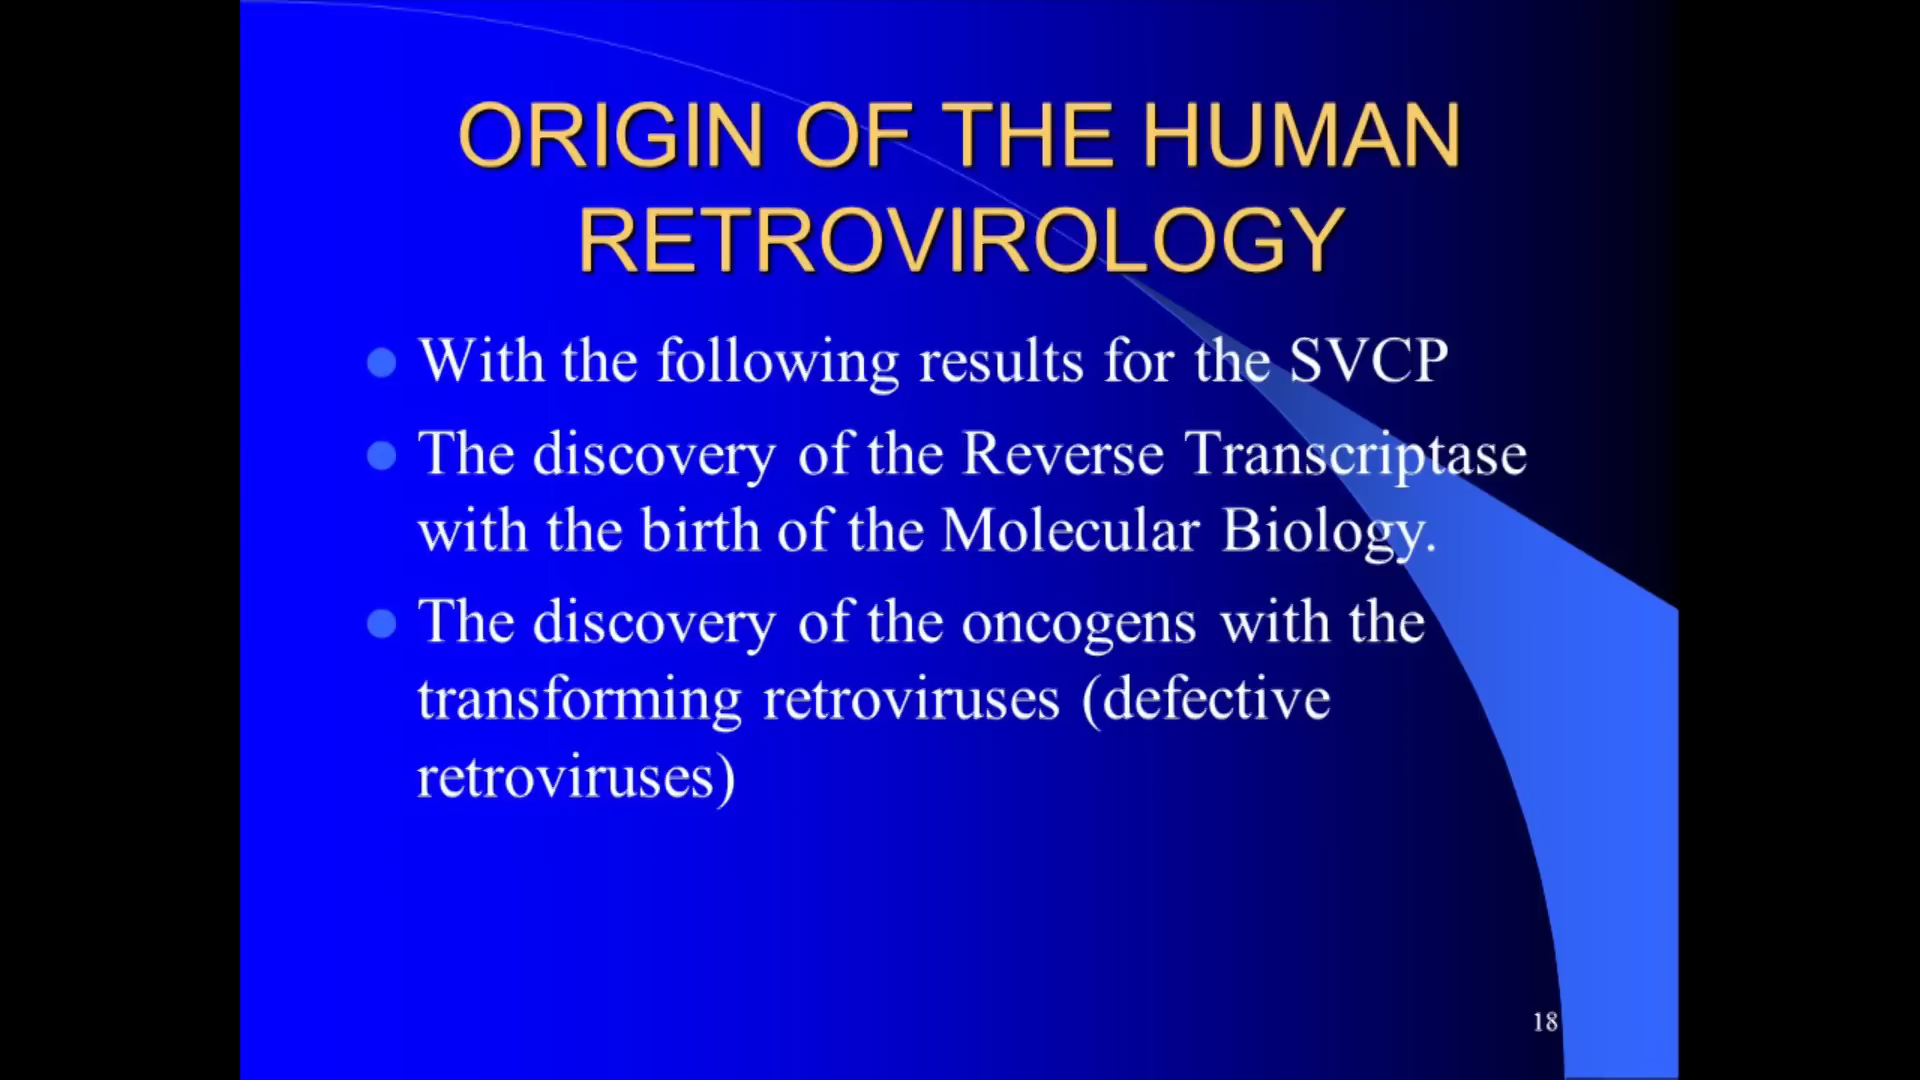 ORIGIN OF THE HUMAN
RETROVIROLOGY
With the following results for the SVCP
The discovery of the Reverse Transcriptase
with the birth of the Molecular Biology.
The discovery of the oncogens with the
transforming retroviruses (defective
retroviruses)
18